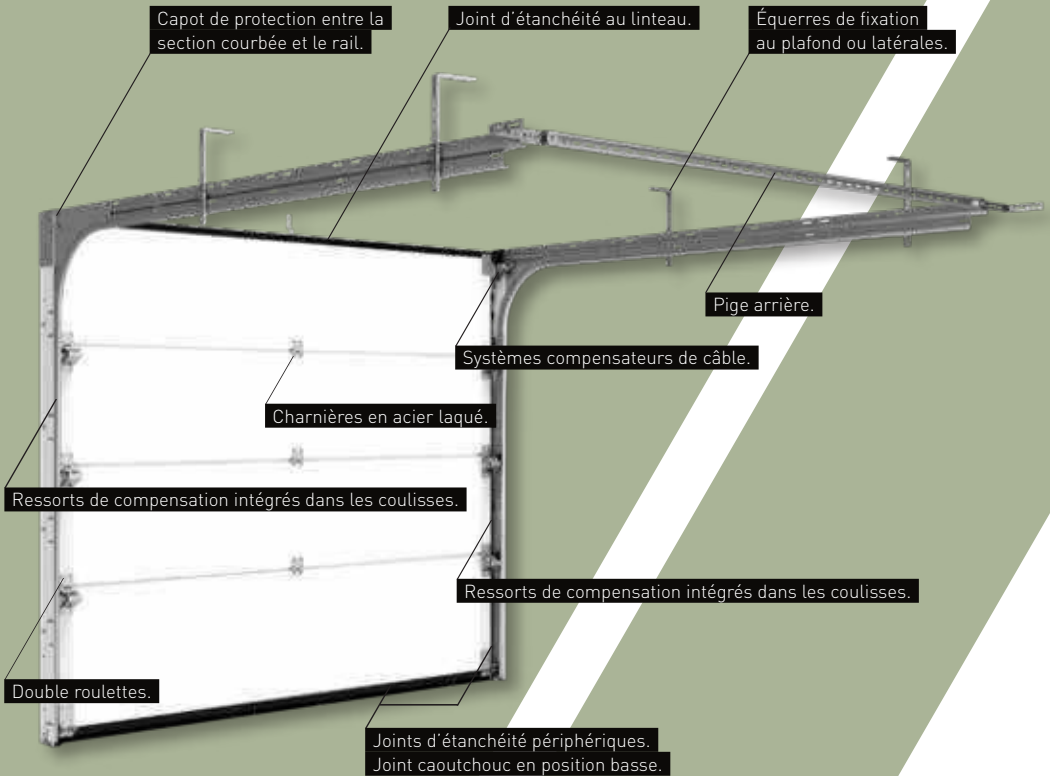 Capot de protection entre la
section courbée et le rail.
Joint d'étanchéité au linteau.
Équerres de fixation
au plafond ou latérales.
Pige arrière.
Systèmes compensateurs de câble.
Charnières en acier laqué.
Ressorts de compensation intégrés dans les coulisses.
Ressorts de compensation intégrés dans les coulisses.
Double roulettes.
Joints d'étanchéité périphériques.
Joint caoutchouc en position basse.